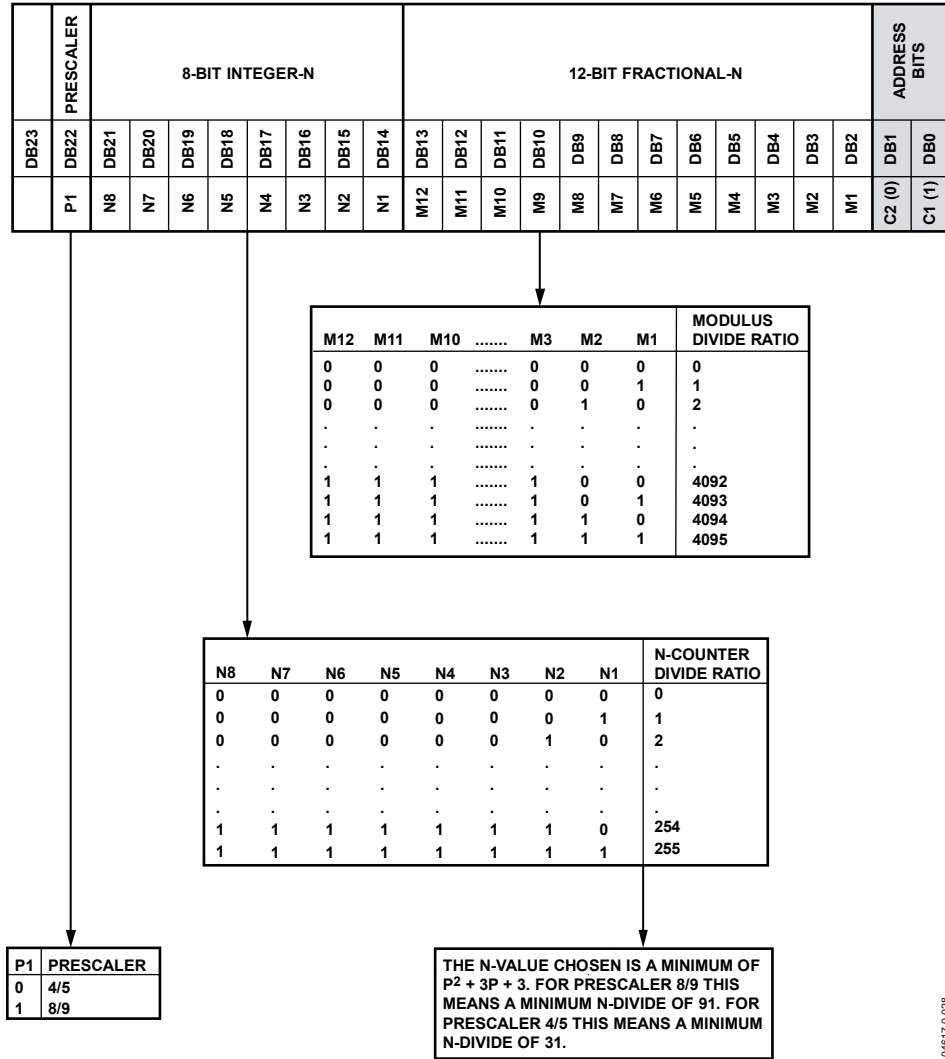 PRESCALER
8-BIT INTEGER-N
12-BIT FRACTIONAL-N
ADDRESS
BITS
DB23 DB22 DB21 DB20 DB19 DB18 DB17 DB16 DB15 DB14 DB13 DB12 DB11 DB10 DB9 DB8 DB7 DB6 DB5 DB4 DB3 DB2 DB1 DB0
P1 N8 N7 N6 N5 N4 N3 N2 N1 M12 M11 M10 M9 M8 M7 M6 M5 M4 M3 M2 M1 C2 (0) C1 (1)
MODULUS
M12 M11 M10 ....... M3 M2 M1 DIVIDE RATIO
0 0 0 ....... 0 0 0 0
0 0 0 ....... 0 0 1 1
0 0 0 ....... 0 1 0 2
. . . ....... . . . .
. . . ....... . . . .
. . . ....... . . . .
1 1 1 ....... 1 0 0 4092
1 1 1 ....... 1 0 1 4093
1 1 1 ....... 1 1 0 4094
1 1 1 ....... 1 1 1 4095
N-COUNTER
N8 N7 N6 N5 N4 N3 N2 N1 DIVIDE RATIO
0 0 0 0 0 0 0 0 0
0 0 0 0 0 0 0 1 1
0 0 0 0 0 0 1 0 2
. . . . . . . . .
. . . . . . . . .
. . . . . . . . .
1 1 1 1 1 1 1 0 254
1 1 1 1 1 1 1 1 255
P1 PRESCALER
0 4/5
1 8/9
THE N-VALUE CHOSEN IS A MINIMUM OF
P² + 3P + 3. FOR PRESCALER 8/9 THIS
MEANS A MINIMUM N-DIVIDE OF 91. FOR
PRESCALER 4/5 THIS MEANS A MINIMUM
N-DIVIDE OF 31.
04617-0-028